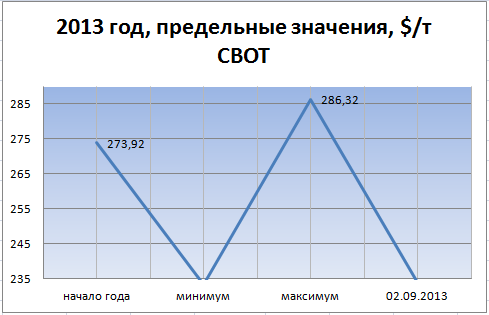 2013 год, предельные значения, $/т
СВОТ
285
275
265
255
245
235
273,92
286,32
начало года
минимум
максимум
02.09.2013